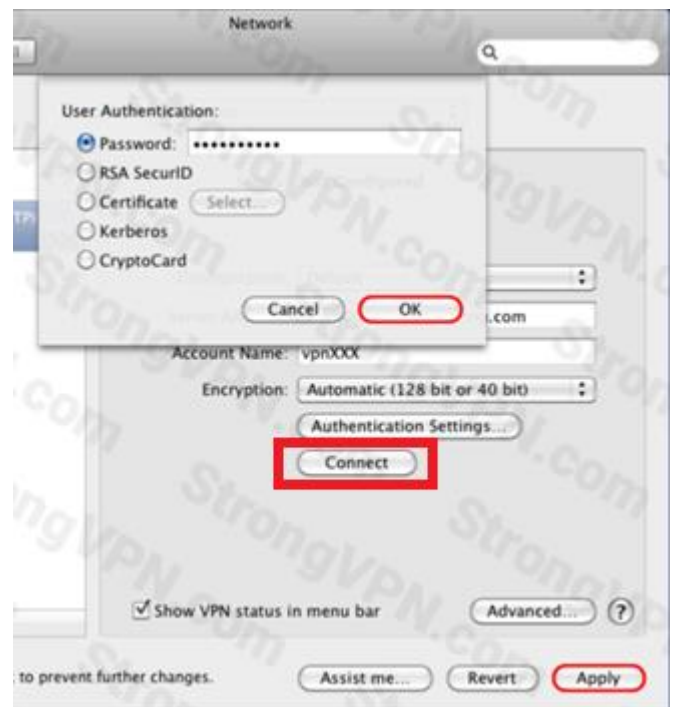 Network
User Authentication:
Password: ••••••••••
RSA SecurID
Certificate Select...
Kerberos
CryptoCard
Cancel OK
.com
Account Name: vpnXXX
Encryption: Automatic (128 bit or 40 bit)
Authentication Settings...
Connect
Show VPN status in menu bar Advanced... ?
to prevent further changes. Assist me... Revert Apply
StrongVPN.com